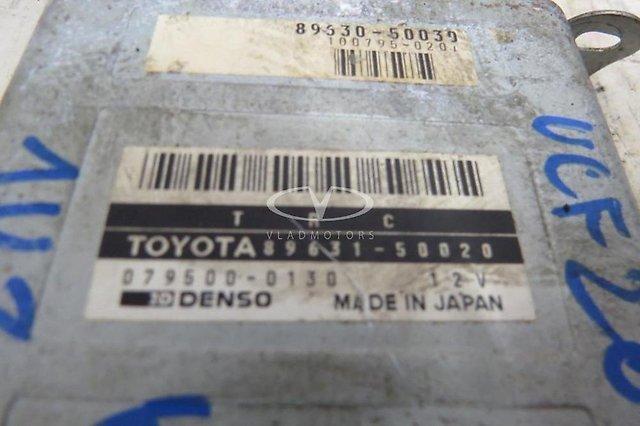 89630-50039
100795-0201
T R C
VLADMOTORS
TOYOTA 89631-50020
079500-0130 12V
DENSO MADE IN JAPAN
UCF20